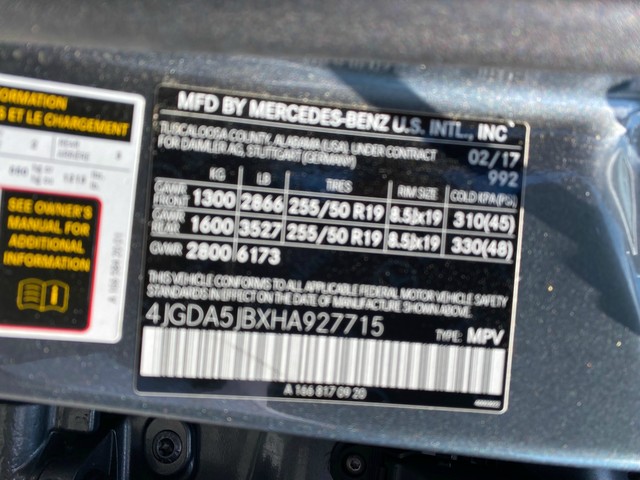 ORMATION
S ET LE CHARGEMENT
SEE OWNER'S
MANUAL FOR
ADDITIONAL
INFORMATION
MFD BY MERCEDES-BENZ U.S. INTL., INC
TUSCALOOSA COUNTY, ALABAMA (USA), UNDER CONTRACT
FOR DAIMLER AG, STUTTGART (GERMANY)
02/17
992
KG LB TIRES RIM SIZE COLD KPA (PSI)
GAWR FRONT 1300 2866 255/50 R19 8.5Jx19 310(45)
GAWR REAR 1600 3527 255/50 R19 8.5Jx19 330(48)
GVWR 2800 6173
THIS VEHICLE CONFORMS TO ALL APPLICABLE FEDERAL MOTOR VEHICLE SAFETY
STANDARDS IN EFFECT ON THE DATE OF MANUFACTURE SHOWN ABOVE.
4JGDA5JBXHA927715 TYPE: MPV
A 166 817 09 20